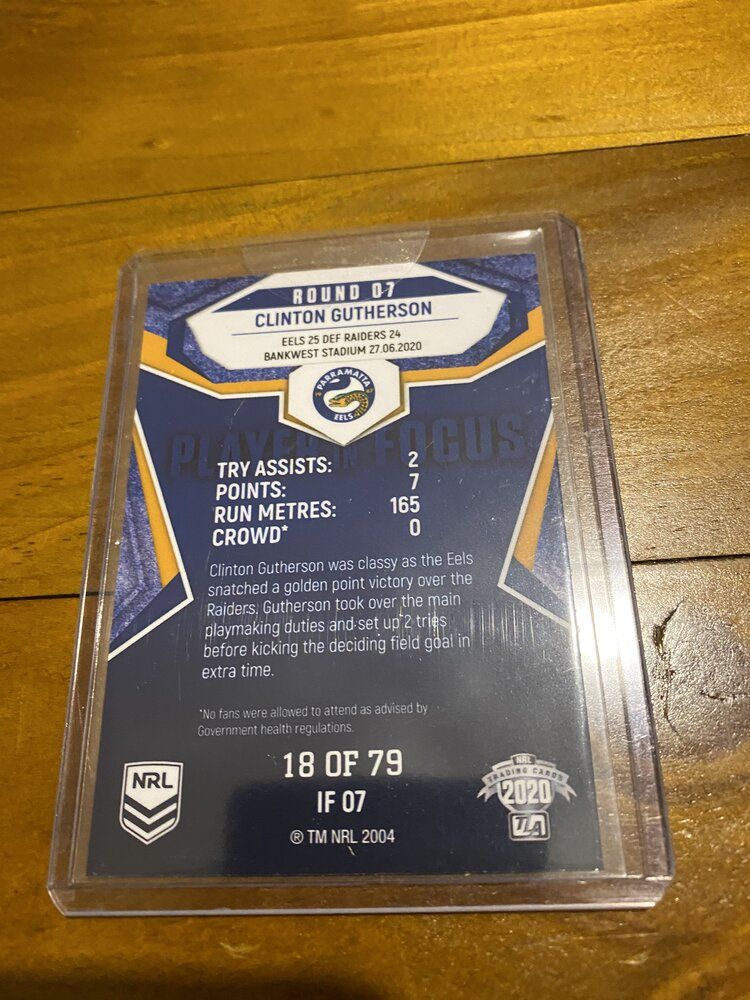 ROUND 07
CLINTON GUTHERSON
EELS 25 DEF RAIDERS 24
BANKWEST STADIUM 27.06.2020
PARRAMATTA
EELS
PLAYER IN FOCUS
TRY ASSISTS: 2
POINTS: 7
RUN METRES: 165
CROWD* 0
Clinton Gutherson was classy as the Eels
snatched a golden point victory over the
Raiders. Gutherson took over the main
playmaking duties and set up 2 tries
before kicking the deciding field goal in
extra time.
*No fans were allowed to attend as advised by
Government health regulations.
18 OF 79
IF 07
® TM NRL 2004
NRL
NRL
TRADING CARDS
2020
TLA